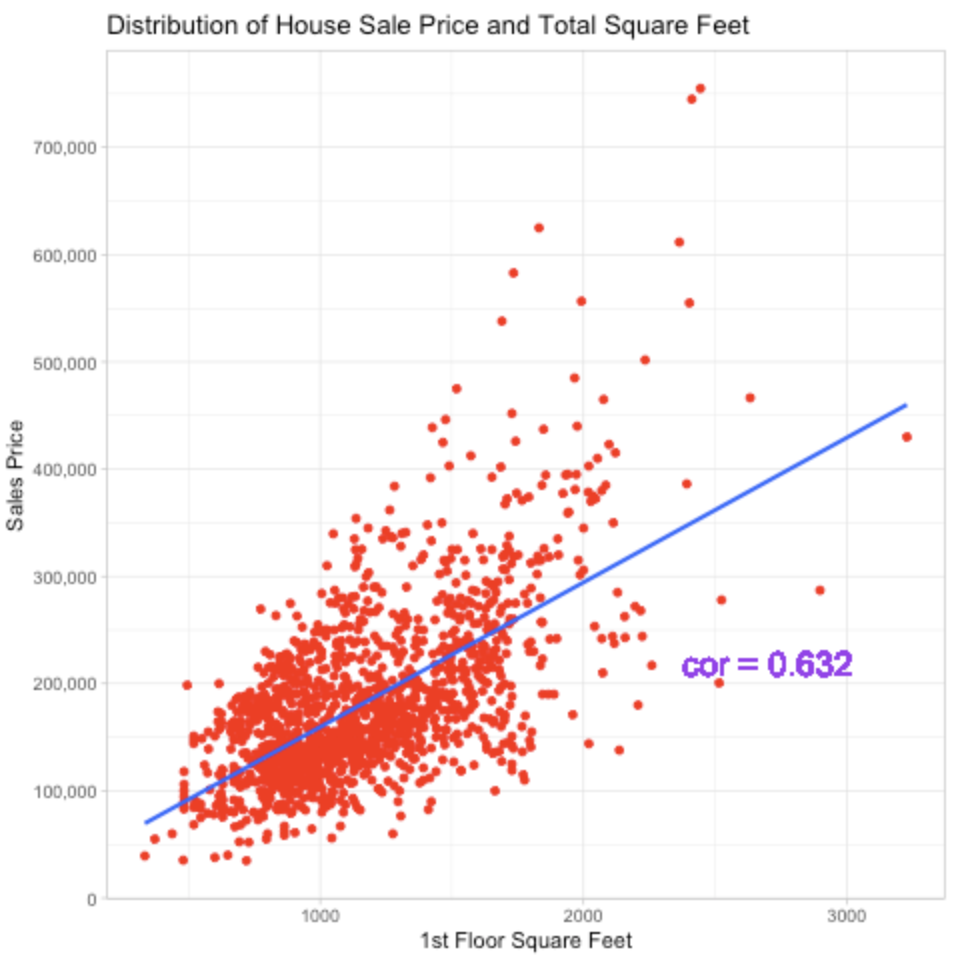 Distribution of House Sale Price and Total Square Feet
700,000
600,000
500,000
400,000
300,000
200,000
100,000
0
Sales Price
cor = 0.632
1000 2000 3000
1st Floor Square Feet